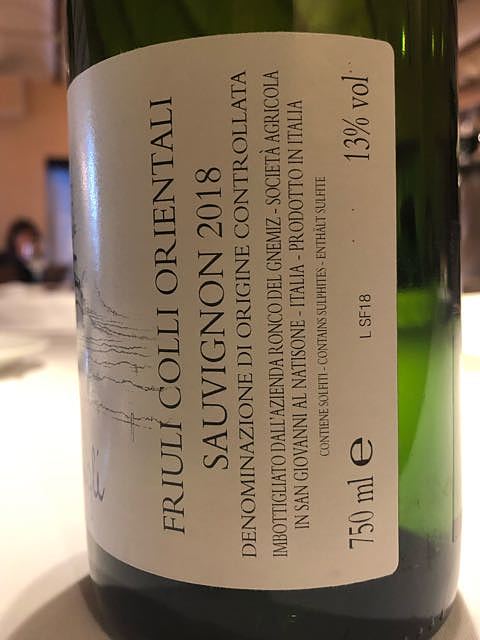 FRIULI COLLI ORIENTALI
SAUVIGNON 2018
DENOMINAZIONE DI ORIGINE CONTROLLATA
IMBOTTIGLIATO DALL'AZIENDA RONCO DEL GNEMIZ - SOCIETÀ AGRICOLA
IN SAN GIOVANNI AL NATISONE - ITALIA - PRODOTTO IN ITALIA
CONTIENE SOLFITI - CONTAINS SULPHITES - ENTHÄLT SULFITE
750 ml e L SF18 13% vol